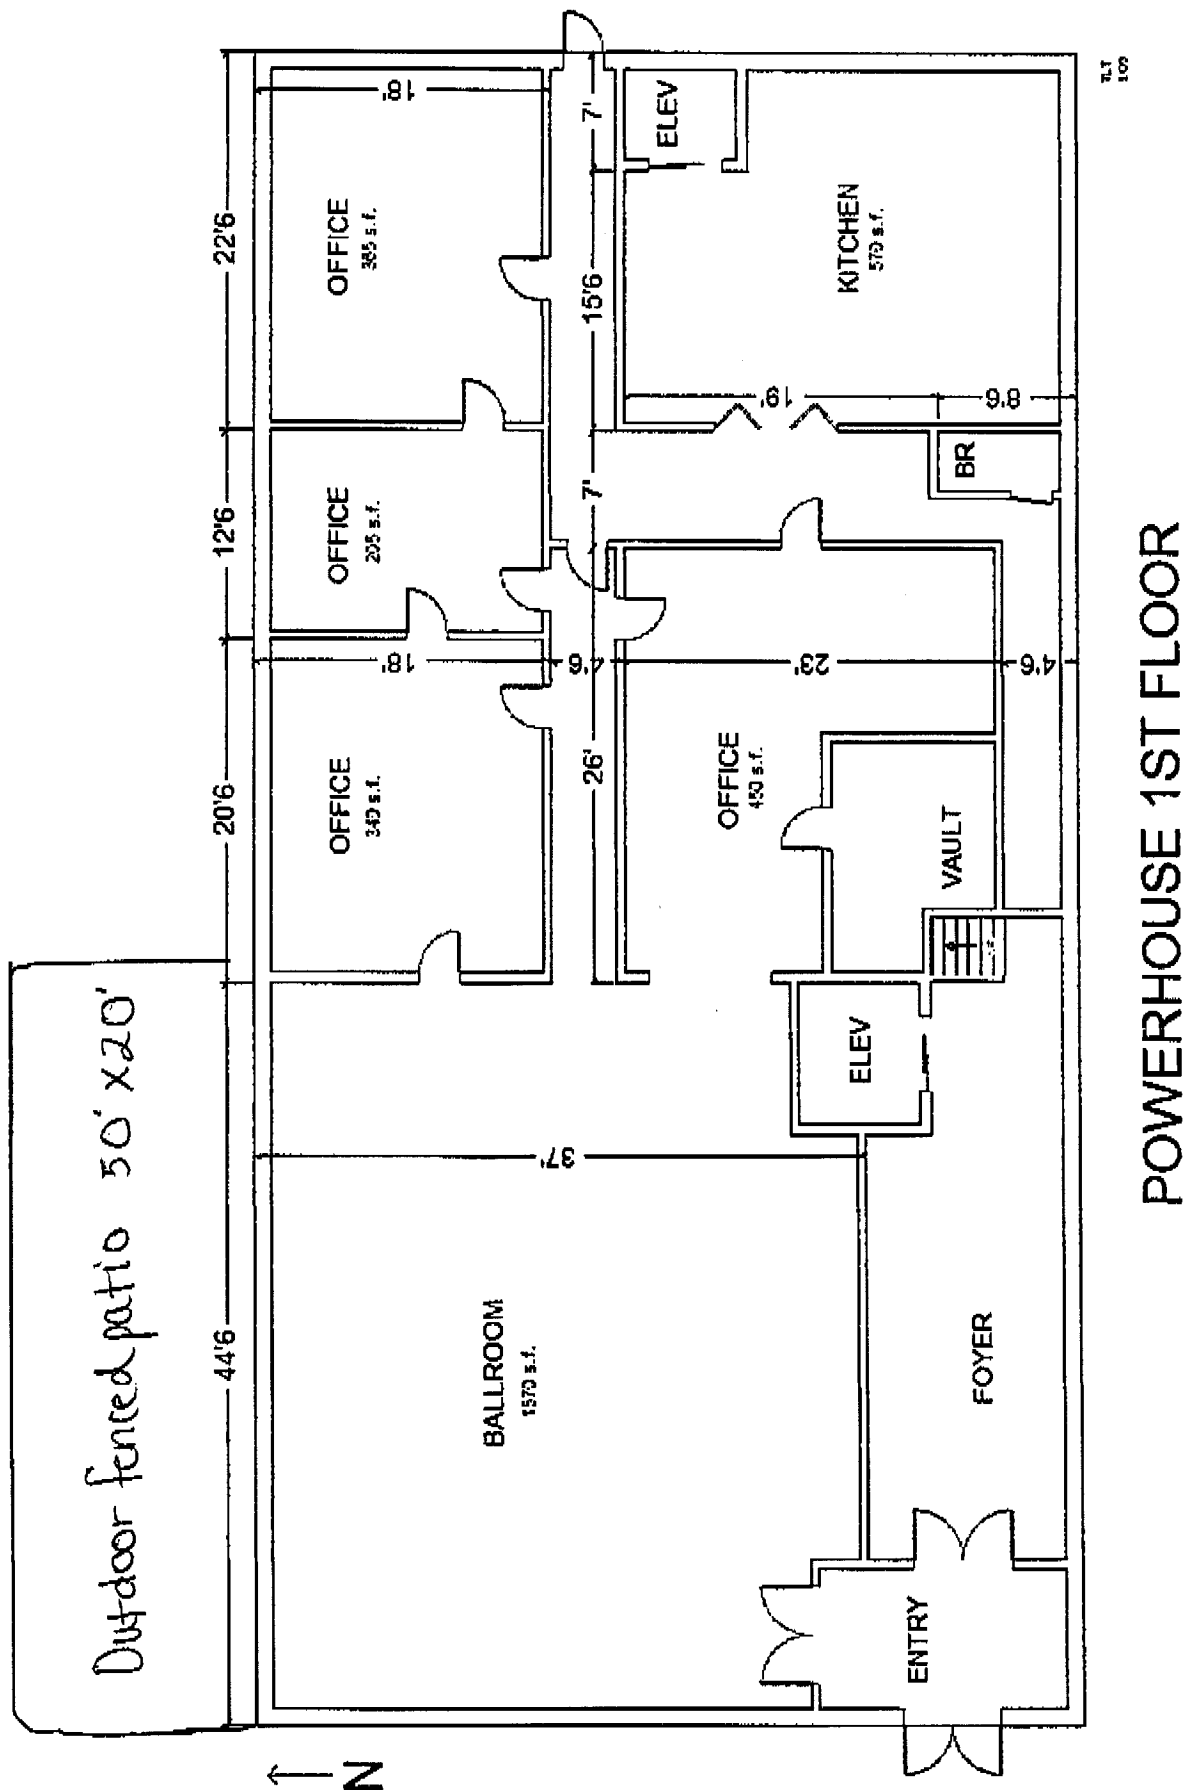 Outdoor fenced patio 50' x 20'
44'6
20'6
12'6
22'6
OFFICE
340 s.f.
OFFICE
205 s.f.
OFFICE
385 s.f.
18'
18'
BALLROOM
1570 s.f.
37'
26'
4'6
7'
15'6
7'
OFFICE
450 s.f.
23'
4'6
VAULT
ELEV
ELEV
KITCHEN
570 s.f.
19'
8'6
BR
ENTRY
FOYER
N
POWERHOUSE 1ST FLOOR